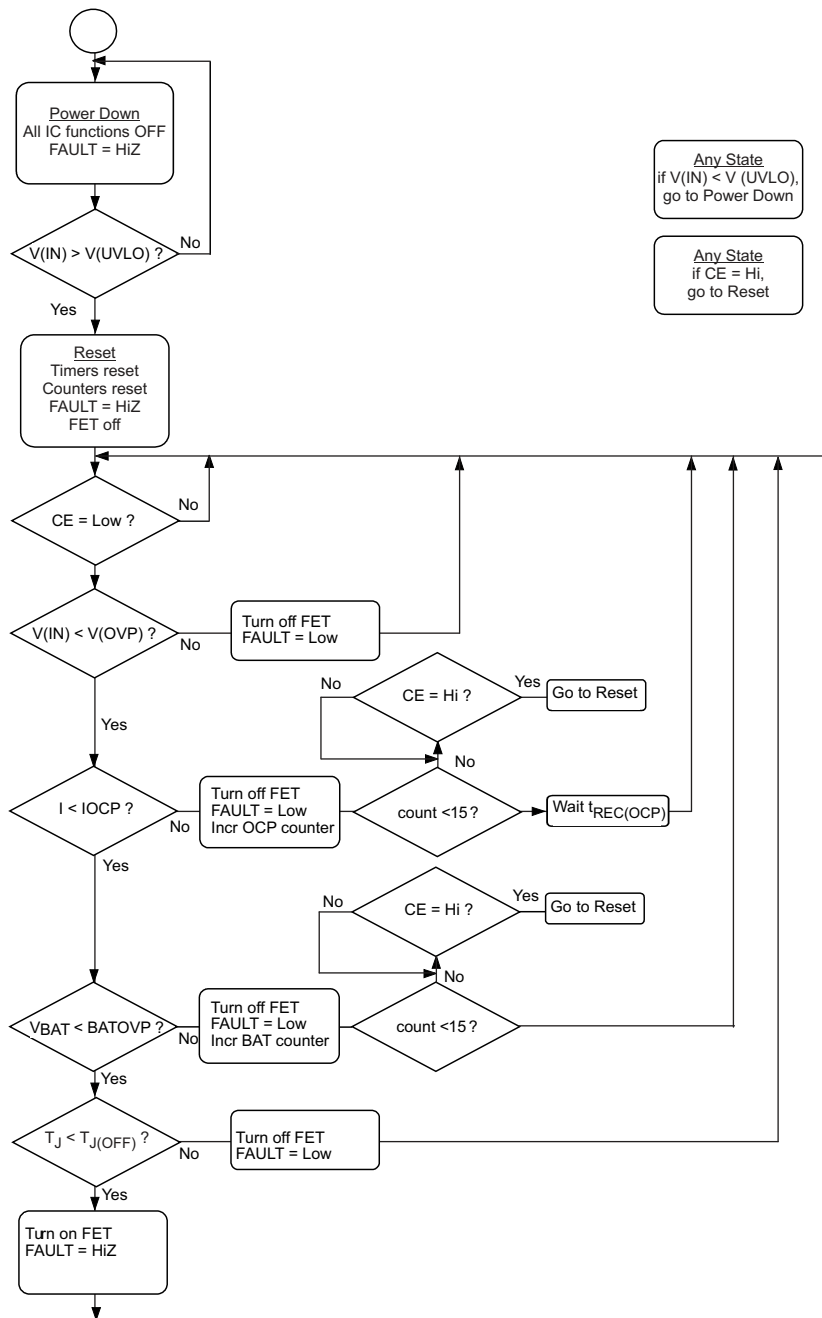 Power Down
All IC functions OFF
FAULT = HiZ
Any State
if V(IN) < V (UVLO),
go to Power Down
V(IN) > V(UVLO) ?
No
Any State
if CE = Hi,
go to Reset
Yes
Reset
Timers reset
Counters reset
FAULT = HiZ
FET off
CE = Low ?
No
V(IN) < V(OVP) ?
No
Turn off FET
FAULT = Low
Yes
No
CE = Hi ?
Yes
Go to Reset
No
I < IOCP ?
No
Turn off FET
FAULT = Low
Incr OCP counter
count <15 ?
Wait tREC(OCP)
Yes
No
CE = Hi ?
Yes
Go to Reset
No
VBAT < BATOVP ?
No
Turn off FET
FAULT = Low
Incr BAT counter
count <15 ?
Yes
TJ < TJ(OFF) ?
No
Turn off FET
FAULT = Low
Yes
Turn on FET
FAULT = HiZ